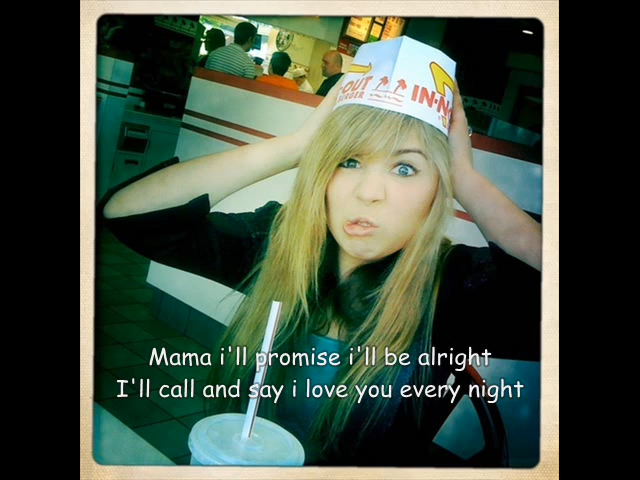 -OUT
BURGER
IN-N-
Mama i'll promise i'll be alright
I'll call and say i love you every night